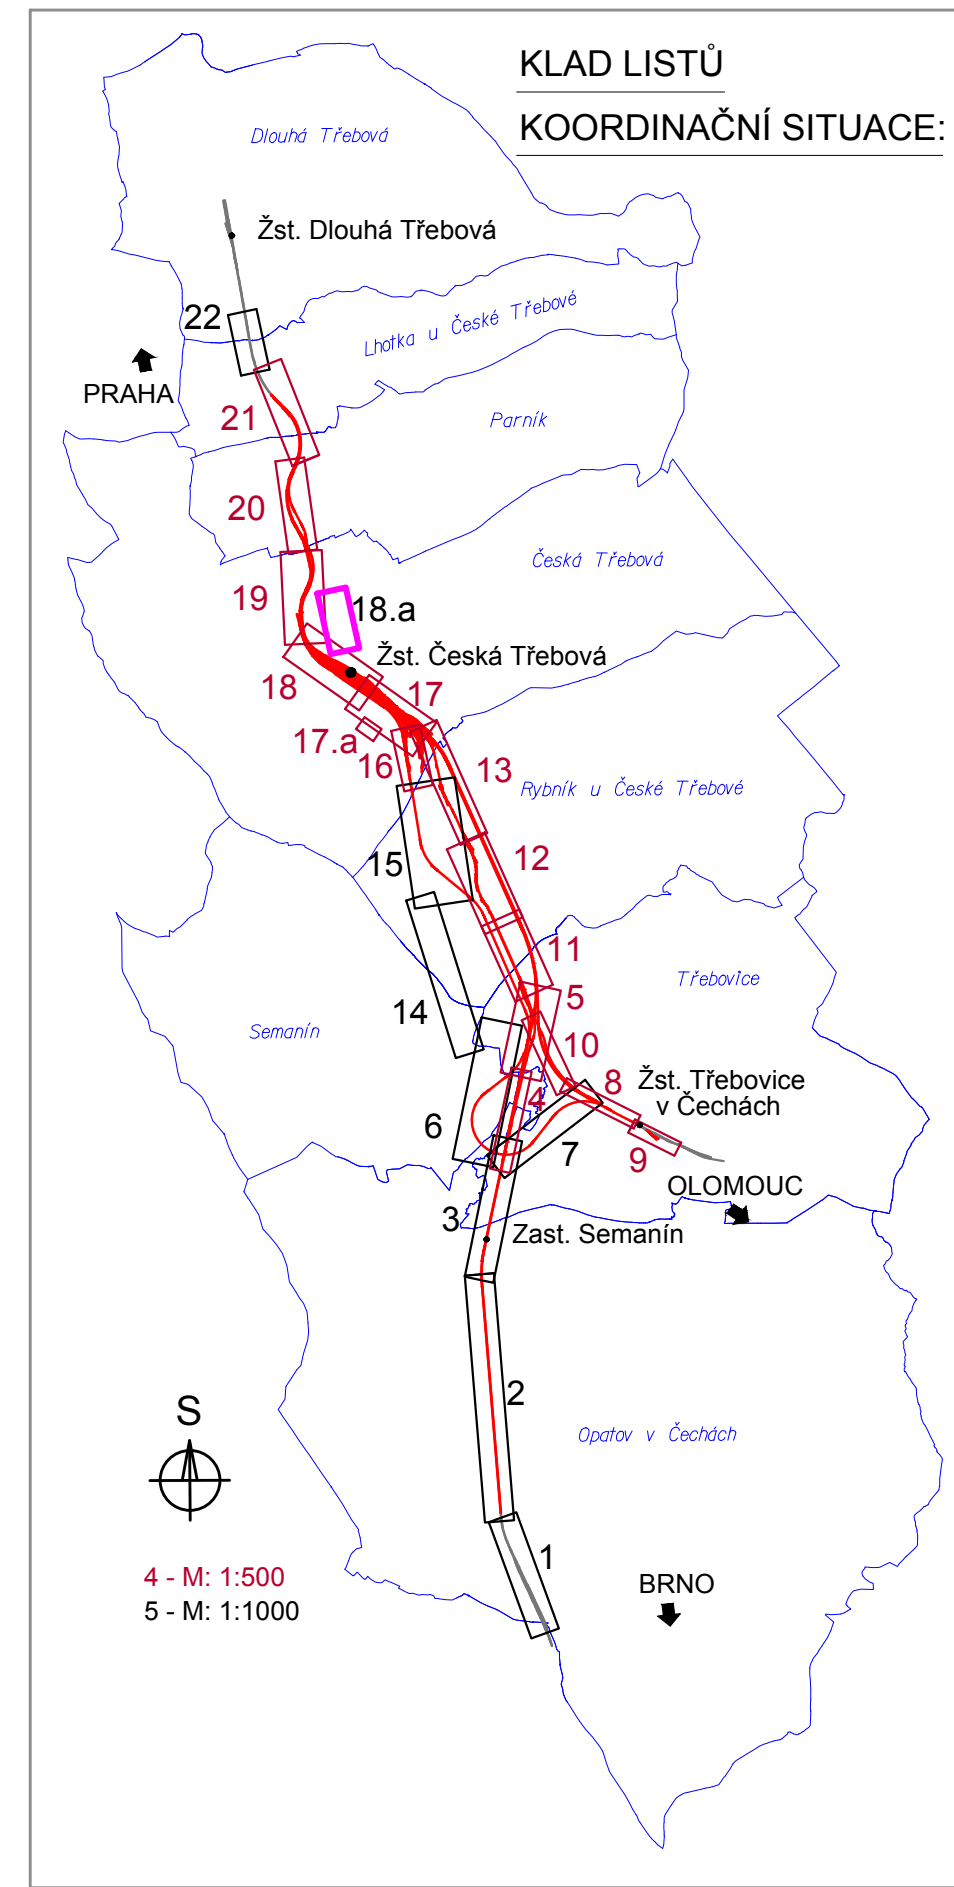 KLAD LISTŮ
KOORDINAČNÍ SITUACE:
Dlouhá Třebová
Žst. Dlouhá Třebová
22
Lhotka u České Třebové
PRAHA
21
Parník
20
Česká Třebová
19
18.a
Žst. Česká Třebová
18
17
17.a
16
13
Rybník u České Třebové
15
12
11
Třebovice
5
14
Semanín
10
8
Žst. Třebovice
v Čechách
4
6
7
9
OLOMOUC
3
Zast. Semanín
2
S
Opatov v Čechách
1
4 - M: 1:500
5 - M: 1:1000
BRNO